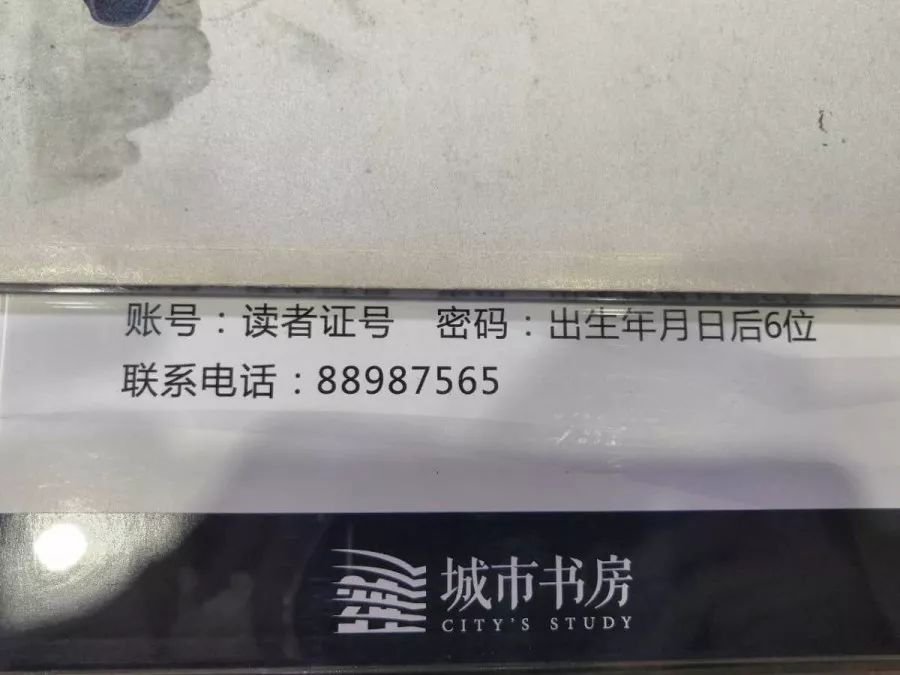 账号：读者证号　密码：出生年月日后6位
联系电话：88987565
城市书房
CITY'S STUDY